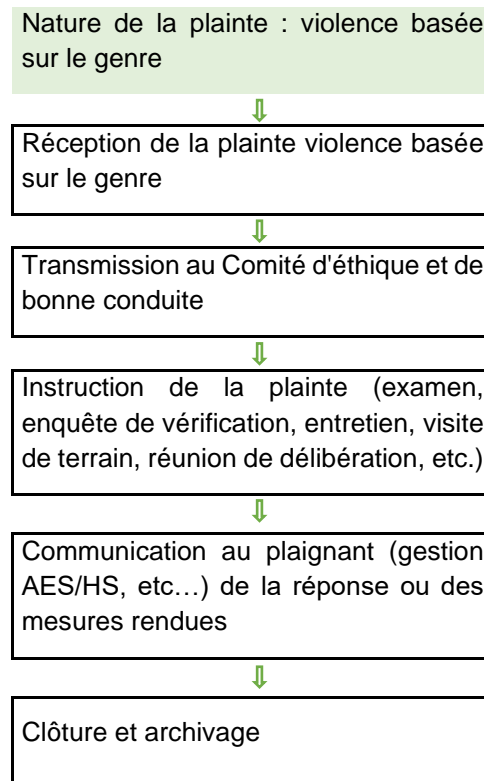 Nature de la plainte : violence basée
sur le genre
Réception de la plainte violence basée
sur le genre
Transmission au Comité d'éthique et de
bonne conduite
Instruction de la plainte (examen,
enquête de vérification, entretien, visite
de terrain, réunion de délibération, etc.)
Communication au plaignant (gestion
AES/HS, etc…) de la réponse ou des
mesures rendues
Clôture et archivage